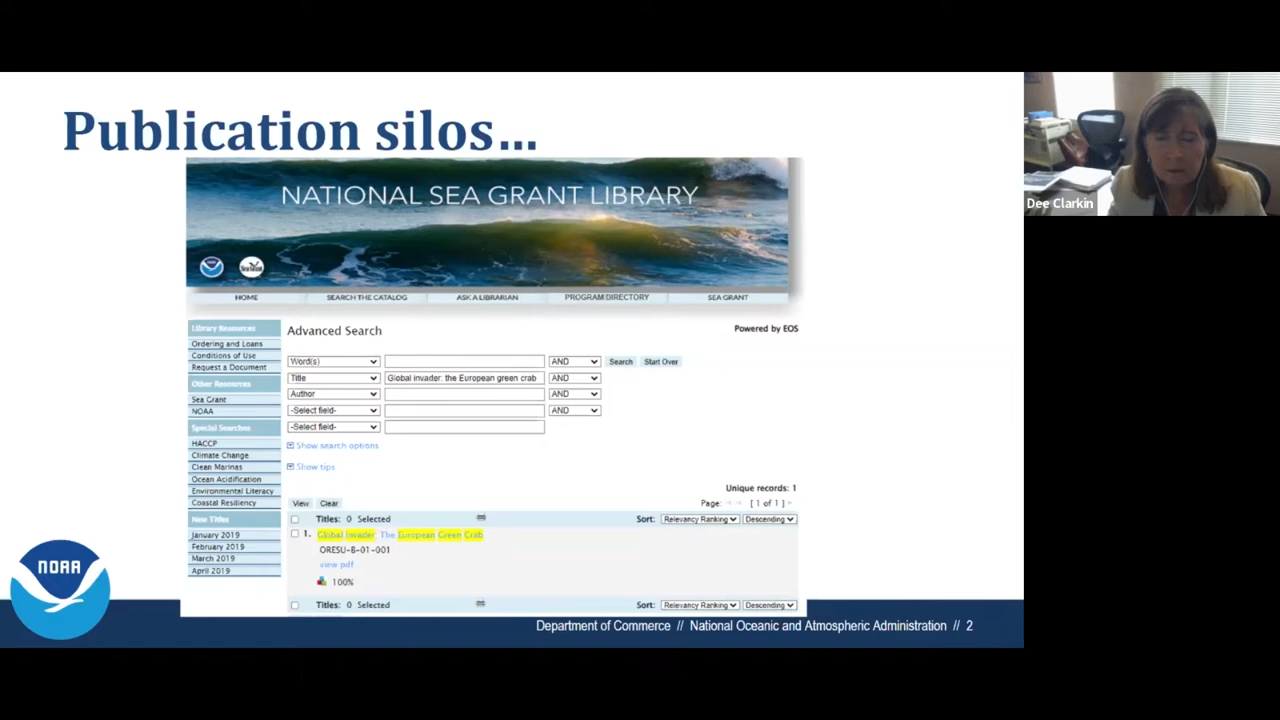 Publication silos...
NATIONAL SEA GRANT LIBRARY
HOME SEARCH THE CATALOG ASK A LIBRARIAN PROGRAM DIRECTORY SEA GRANT
Library Resources
Ordering and Loans
Conditions of Use
Request a Document
Other Resources
Sea Grant
NOAA
Special Searches
HACCP
Climate Change
Clean Marinas
Ocean Acidification
Environmental Literacy
Coastal Resiliency
New Titles
January 2019
February 2019
March 2019
April 2019
Advanced Search
Powered by EOS
Word(s) AND Search Start Over
Title Global invader: the European green crab AND
Author AND
-Select field- AND
-Select field-
Show search options
Show tips
Unique records: 1
View Clear Page: [ 1 of 1 ]
Titles: 0 Selected Sort: Relevancy Ranking Descending
1. Global Invader: The European Green Crab
ORESU-B-01-001
view pdf
100%
Titles: 0 Selected Sort: Relevancy Ranking Descending
NOAA
Department of Commerce // National Oceanic and Atmospheric Administration // 2
Dee Clarkin